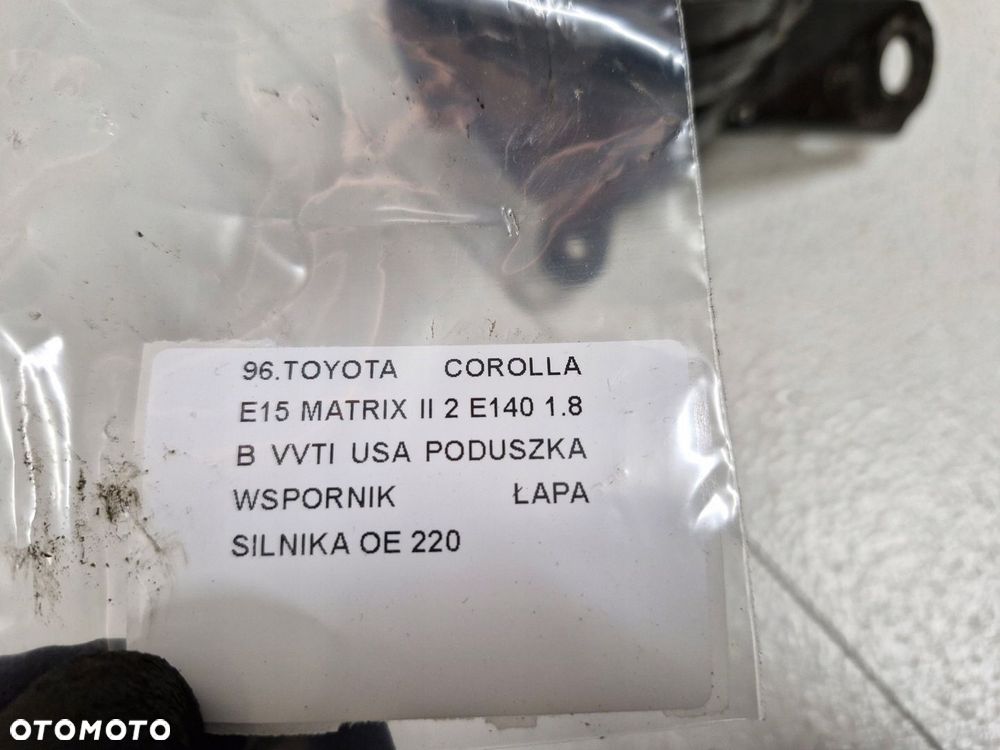 96.TOYOTA COROLLA
E15 MATRIX II 2 E140 1.8
B VVTI USA PODUSZKA
WSPORNIK ŁAPA
SILNIKA OE 220
OTOMOTO